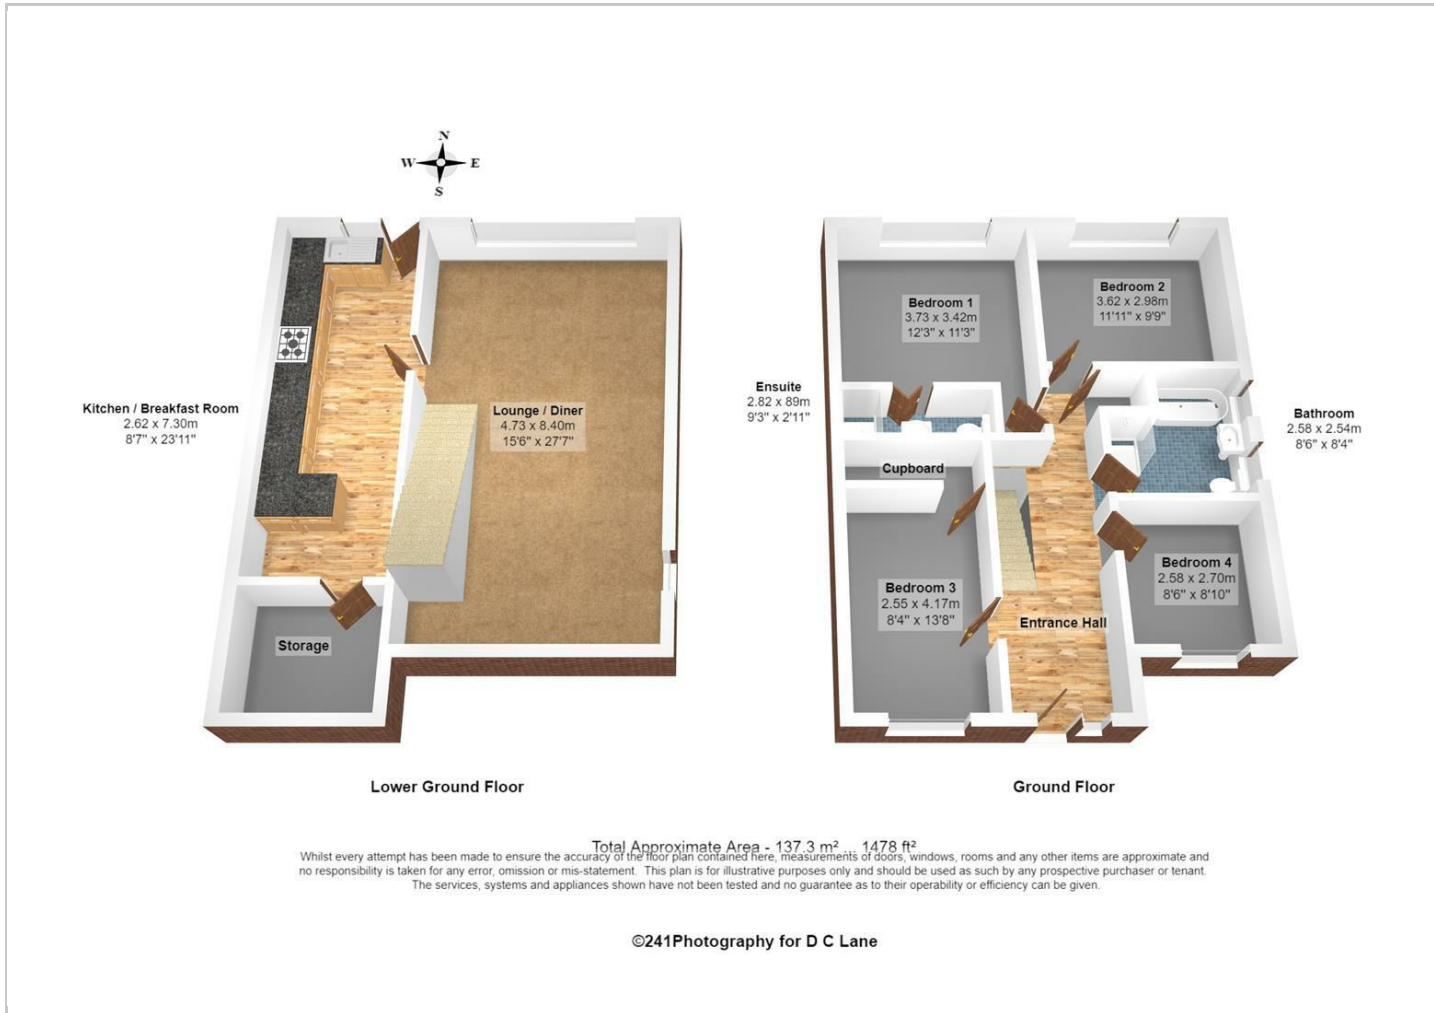 N
W E
S
Kitchen / Breakfast Room
2.62 x 7.30m
8'7" x 23'11"
Lounge / Diner
4.73 x 8.40m
15'6" x 27'7"
Storage
Lower Ground Floor
Bedroom 1
3.73 x 3.42m
12'3" x 11'3"
Bedroom 2
3.62 x 2.98m
11'11" x 9'9"
Ensuite
2.82 x 89m
9'3" x 2'11"
Bathroom
2.58 x 2.54m
8'6" x 8'4"
Cupboard
Bedroom 3
2.55 x 4.17m
8'4" x 13'8"
Bedroom 4
2.58 x 2.70m
8'6" x 8'10"
Entrance Hall
Ground Floor
Total Approximate Area - 137.3 m² ... 1478 ft²
Whilst every attempt has been made to ensure the accuracy of the floor plan contained here, measurements of doors, windows, rooms and any other items are approximate and
no responsibility is taken for any error, omission or mis-statement. This plan is for illustrative purposes only and should be used as such by any prospective purchaser or tenant.
The services, systems and appliances shown have not been tested and no guarantee as to their operability or efficiency can be given.
©241Photography for D C Lane